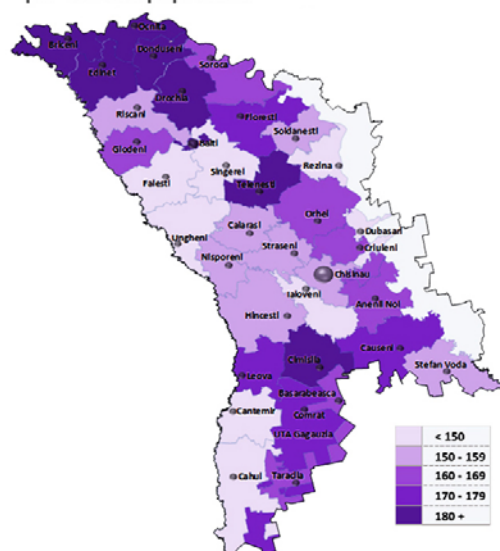 Ocnita
Briceni
Donduseni
Edinet
Soroca
Drochia
Riscani
Floresti
Soldanesti
Glodeni
Balti
Singerei
Rezina
Falesti
Telenesti
Orhei
Calarasi
Dubasari
Ungheni
Straseni
Criuleni
Nisporeni
Chisinau
Ialoveni
Anenii Noi
Hincesti
Causeni
Cimislia
Stefan Voda
Leova
Basarabeasca
Cantemir
Comrat
UTA Gagauzia
Cahul
Taraclia
< 150
150 - 159
160 - 169
170 - 179
180 +